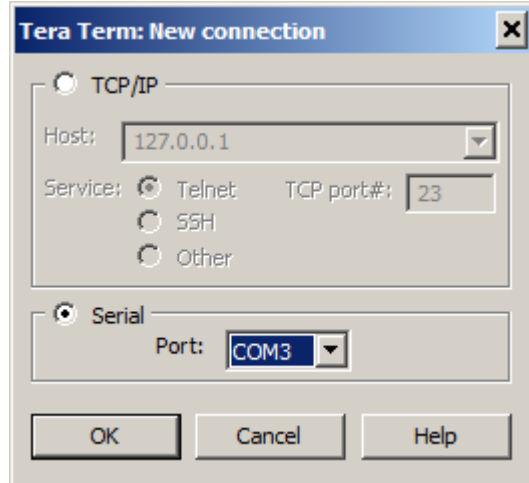 Tera Term: New connection
TCP/IP
Host: 127.0.0.1
Service: Telnet TCP port#: 23
SSH
Other
Serial
Port: COM3
OK Cancel Help